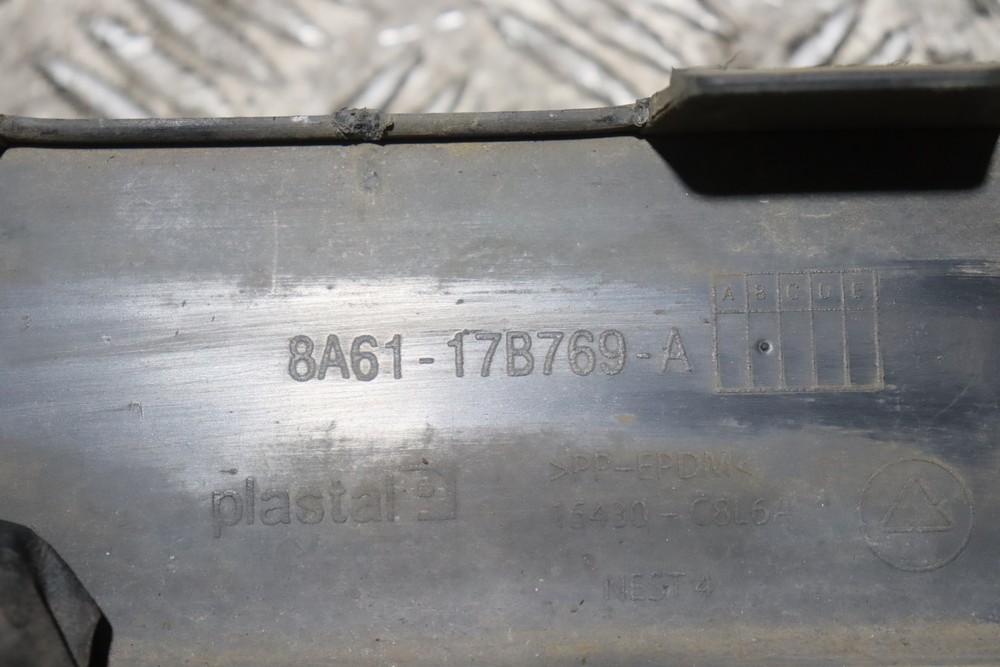 A B C D E
8A61-17B769-A
plastal
>PP-EPDM<
15430-C8L6A
NEST 4